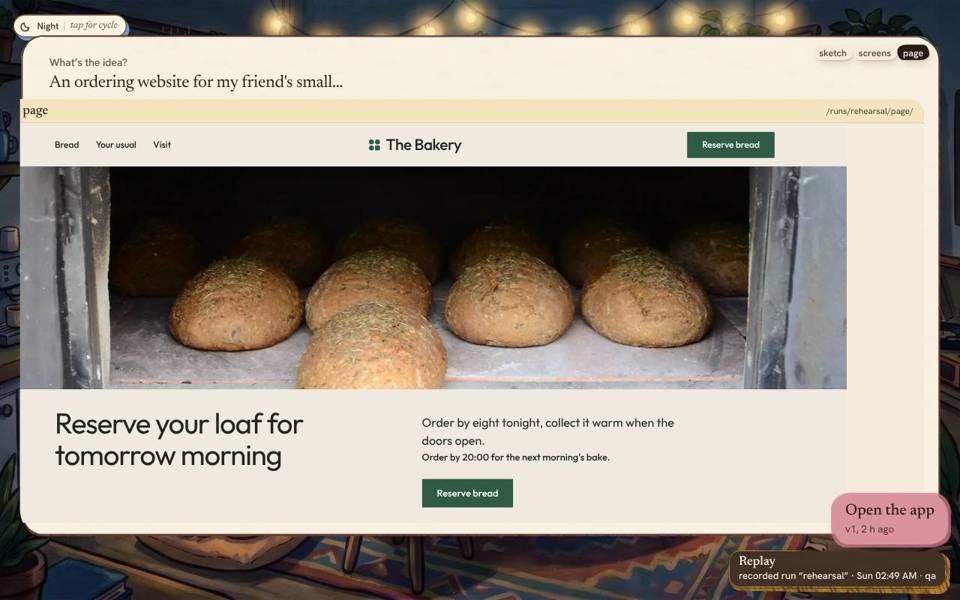 Night | tap for cycle
sketch screens page
What's the idea?
An ordering website for my friend's small...
page
/runs/rehearsal/page/
Bread Your usual Visit
The Bakery
Reserve bread
Reserve your loaf for
tomorrow morning
Order by eight tonight, collect it warm when the
doors open.
Order by 20:00 for the next morning's bake.
Reserve bread
Open the app
v1, 2 h ago
Replay
recorded run “rehearsal” · Sun 02:49 AM · qa